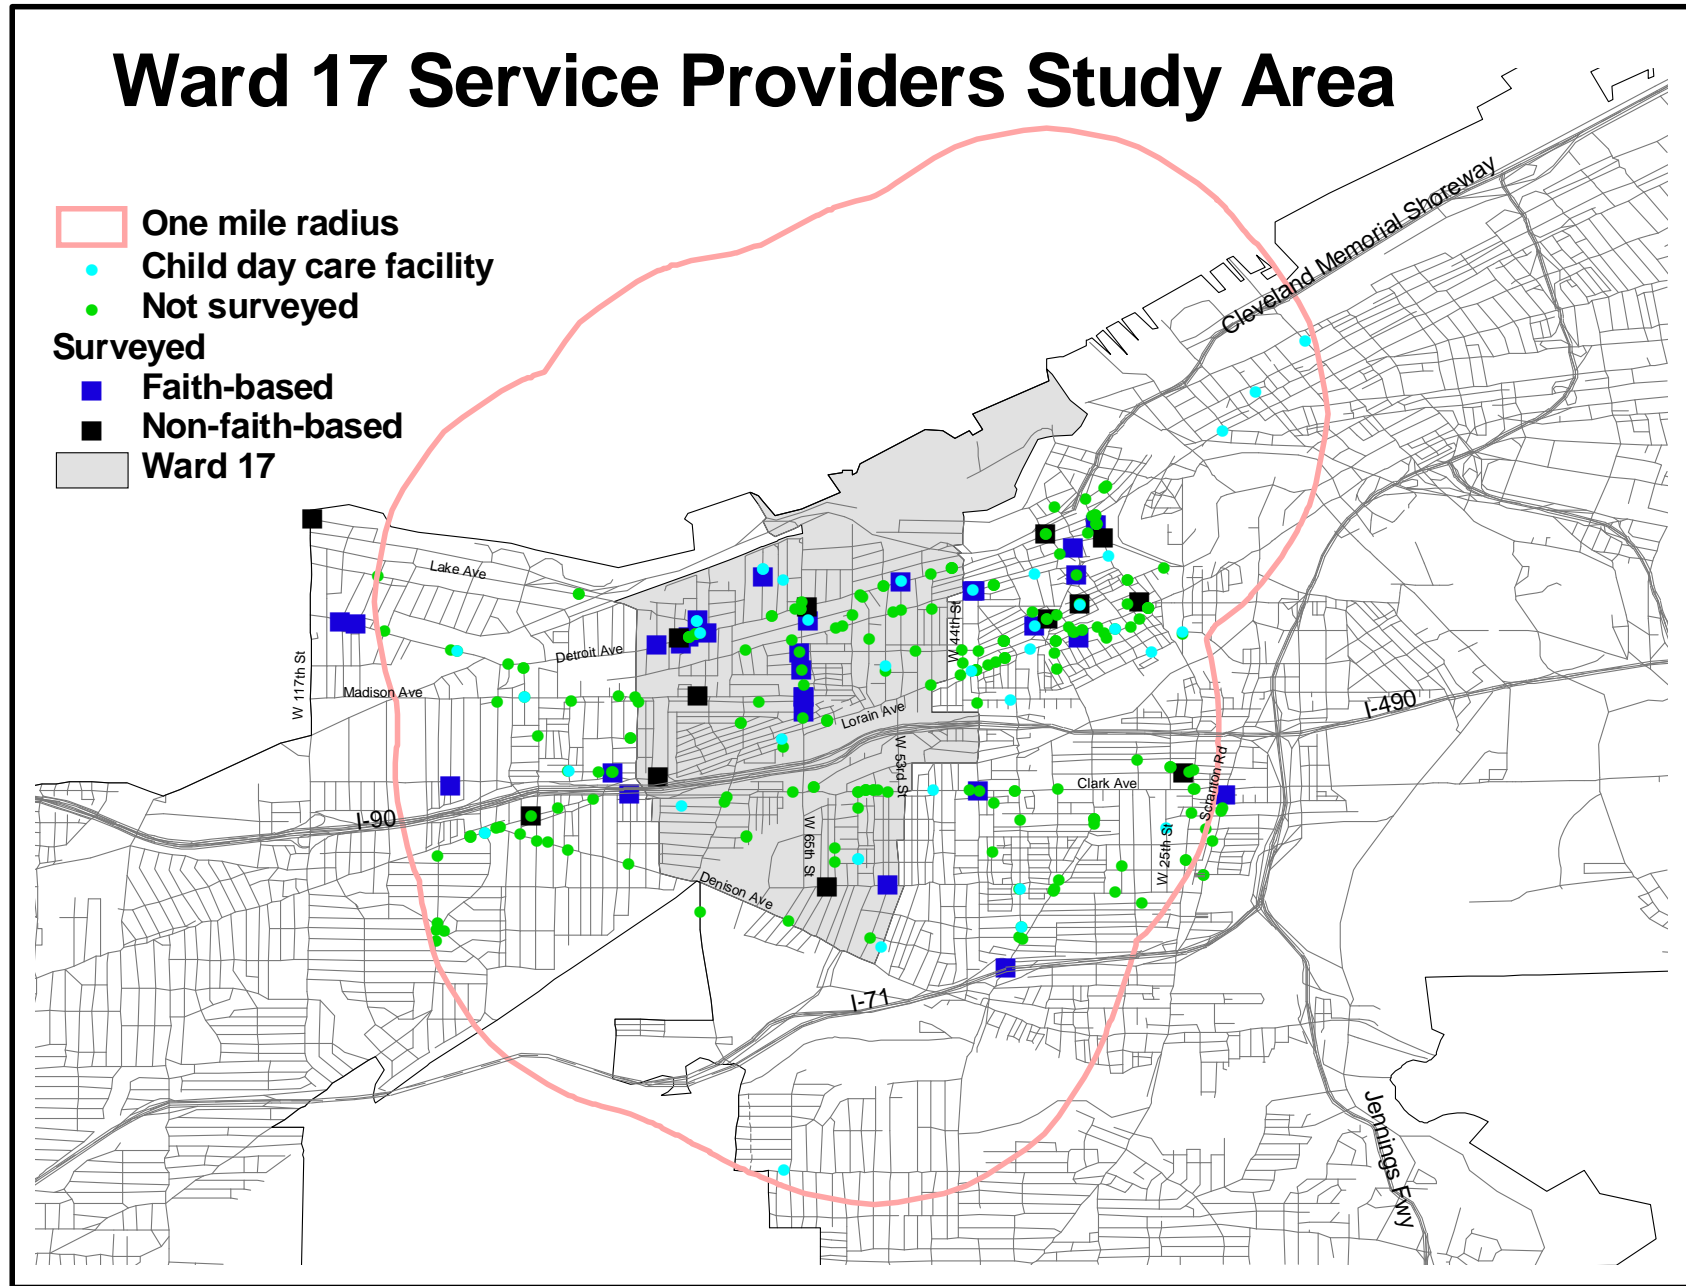 Ward 17 Service Providers Study Area
One mile radius
Child day care facility
Not surveyed
Surveyed
Faith-based
Non-faith-based
Ward 17
Cleveland Memorial Shoreway
Lake Ave
W 117th St
Detroit Ave
Madison Ave
W 44th St
Lorain Ave
I-490
W 53rd St
Clark Ave
Scranton Rd
I-90
W 65th St
W 25th St
Denison Ave
I-71
Jennings Fwy